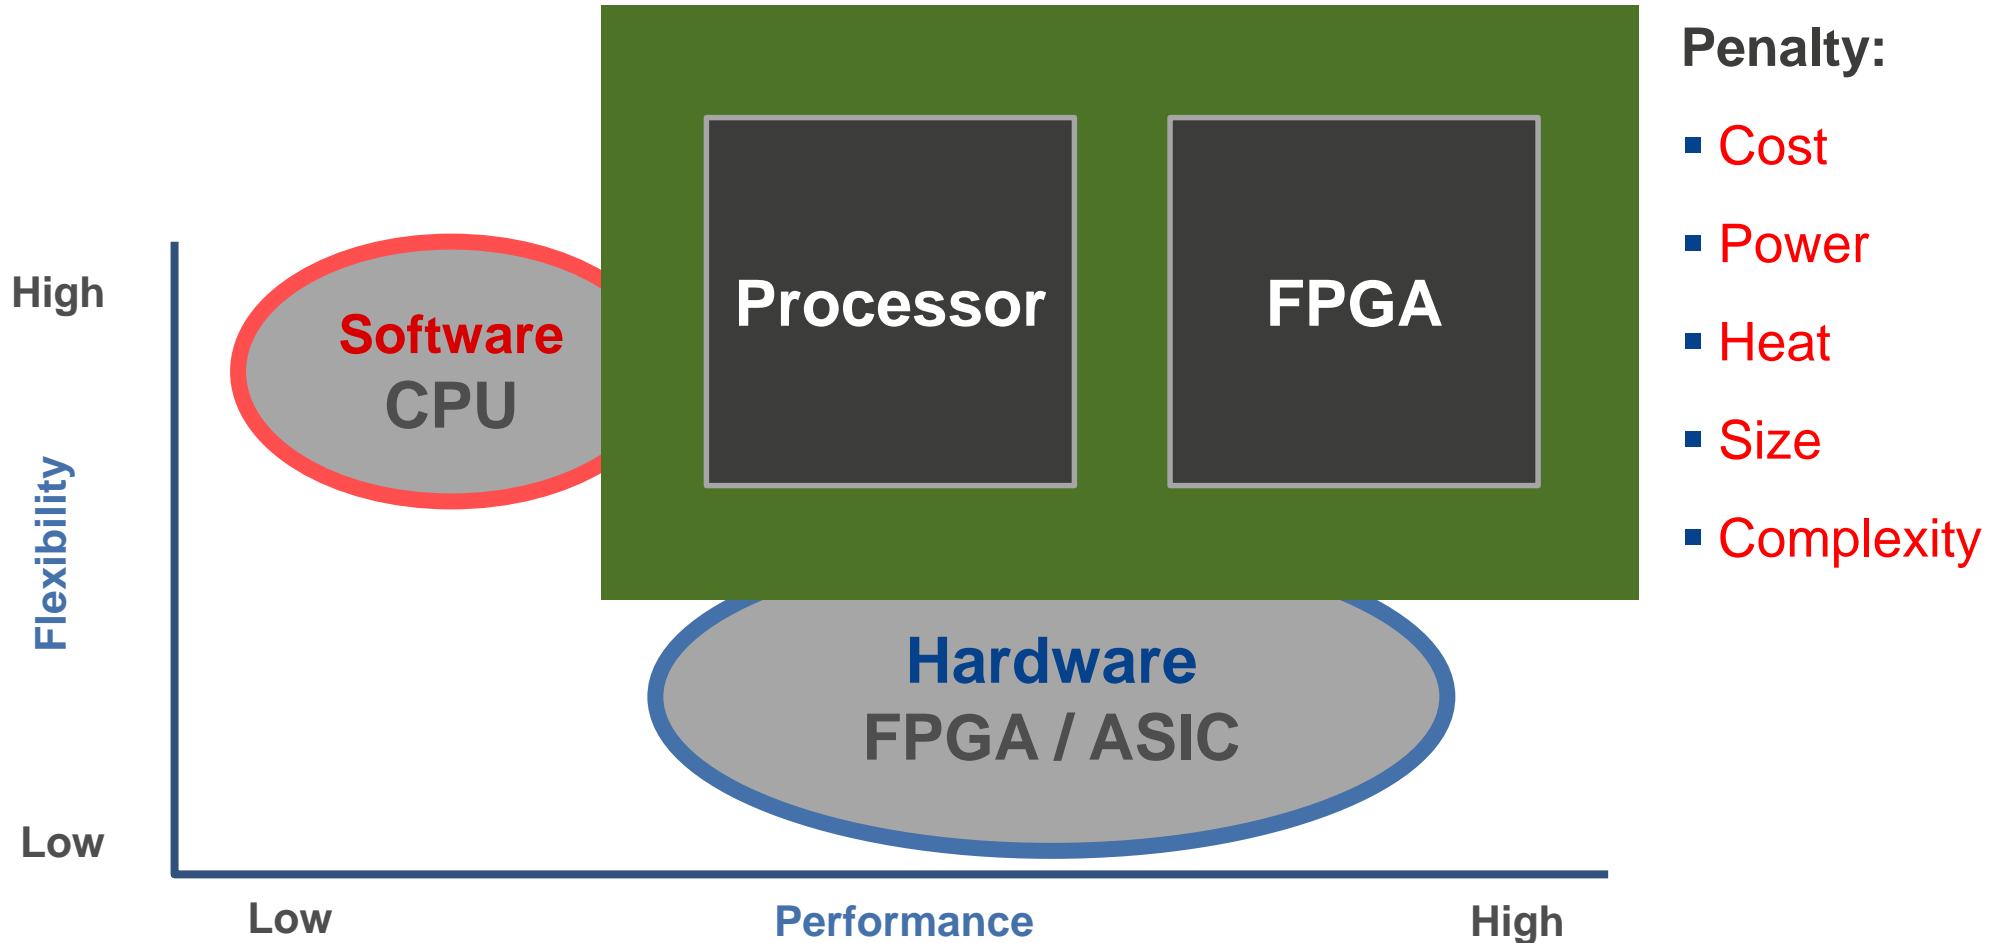 Penalty:
Cost
Power
Heat
Size
Complexity
Processor
FPGA
High
Software
CPU
Flexibility
Hardware
FPGA / ASIC
Low
Low
Performance
High